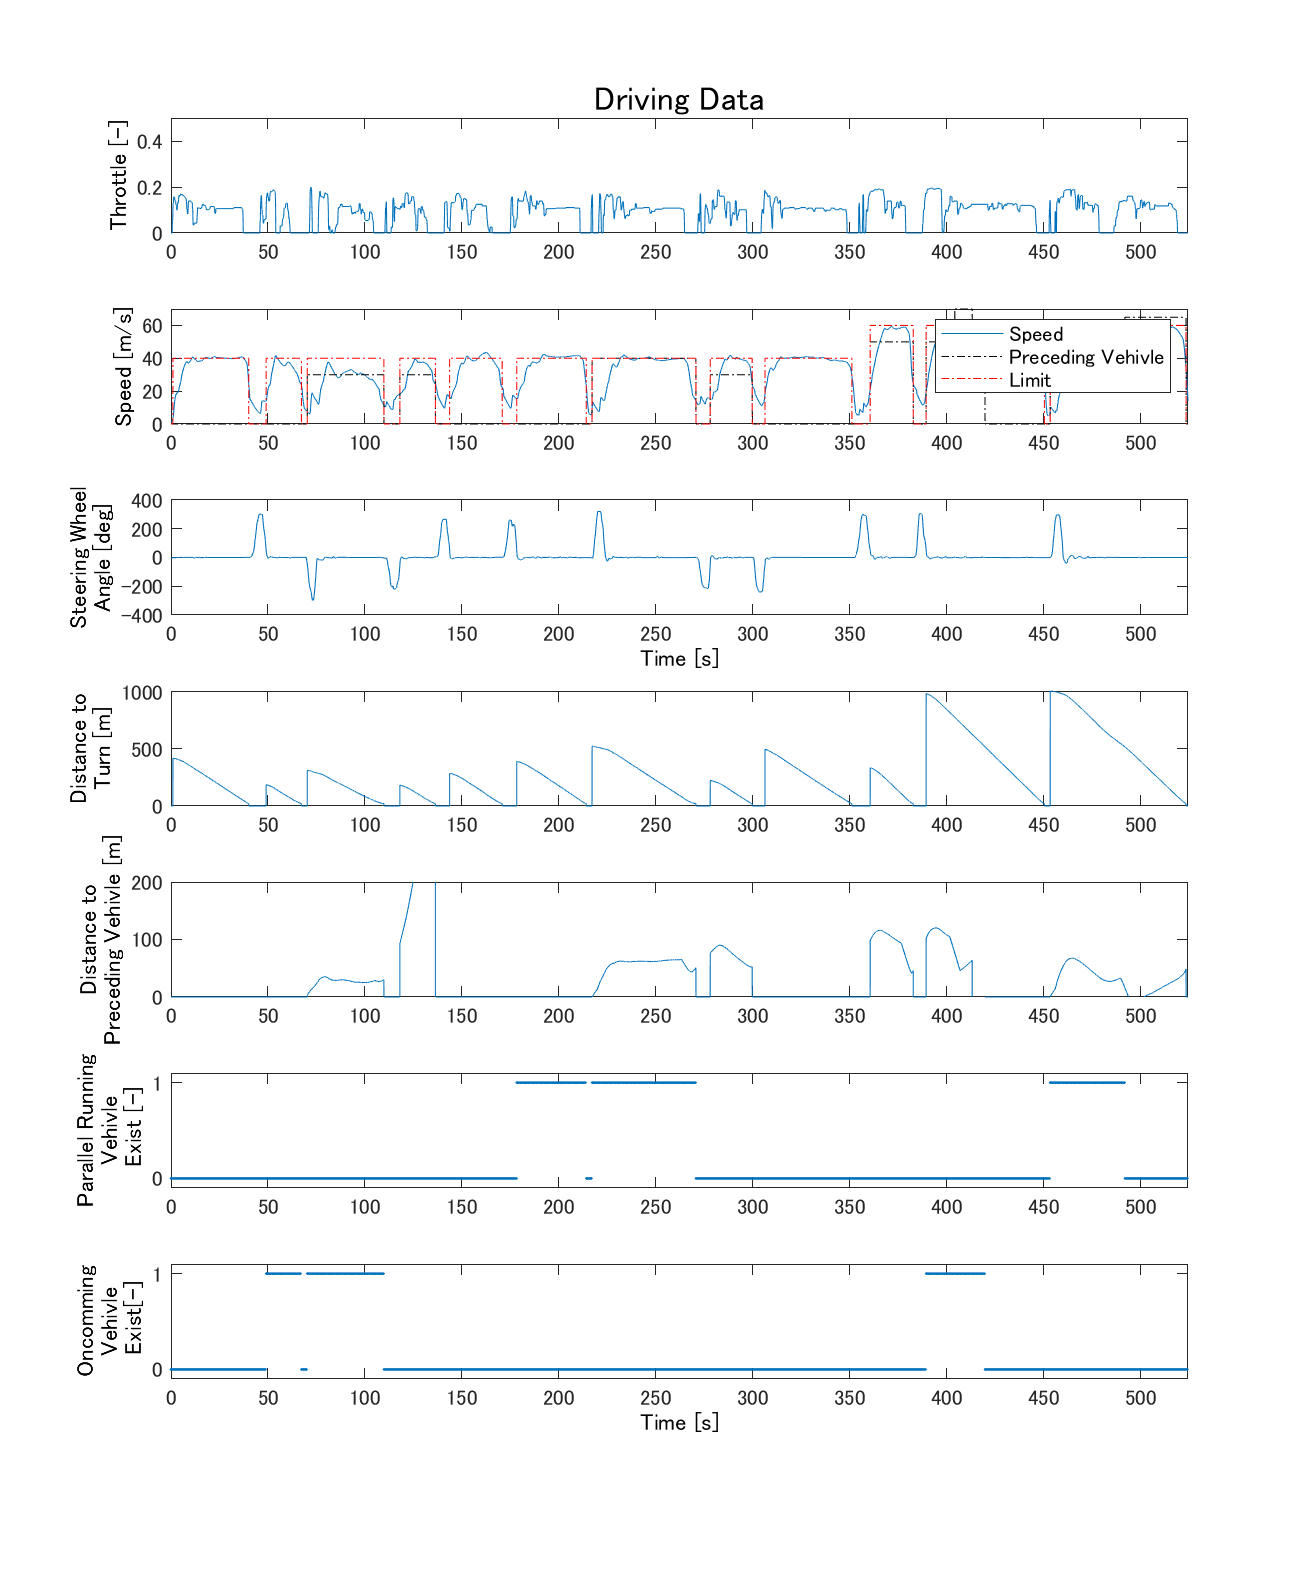 Driving Data
Throttle [-]
0.4
0.2
0
0 50 100 150 200 250 300 350 400 450 500
Speed [m/s]
60
40
20
0
Speed
Preceding Vehivle
Limit
0 50 100 150 200 250 300 350 400 450 500
Steering Wheel
Angle [deg]
400
200
0
-200
-400
0 50 100 150 200 250 300 350 400 450 500
Time [s]
Distance to
Turn [m]
1000
500
0
0 50 100 150 200 250 300 350 400 450 500
Distance to
Preceding Vehivle [m]
200
100
0
0 50 100 150 200 250 300 350 400 450 500
Parallel Running
Vehivle
Exist [-]
1
0
0 50 100 150 200 250 300 350 400 450 500
Oncomming
Vehivle
Exist[-]
1
0
0 50 100 150 200 250 300 350 400 450 500
Time [s]